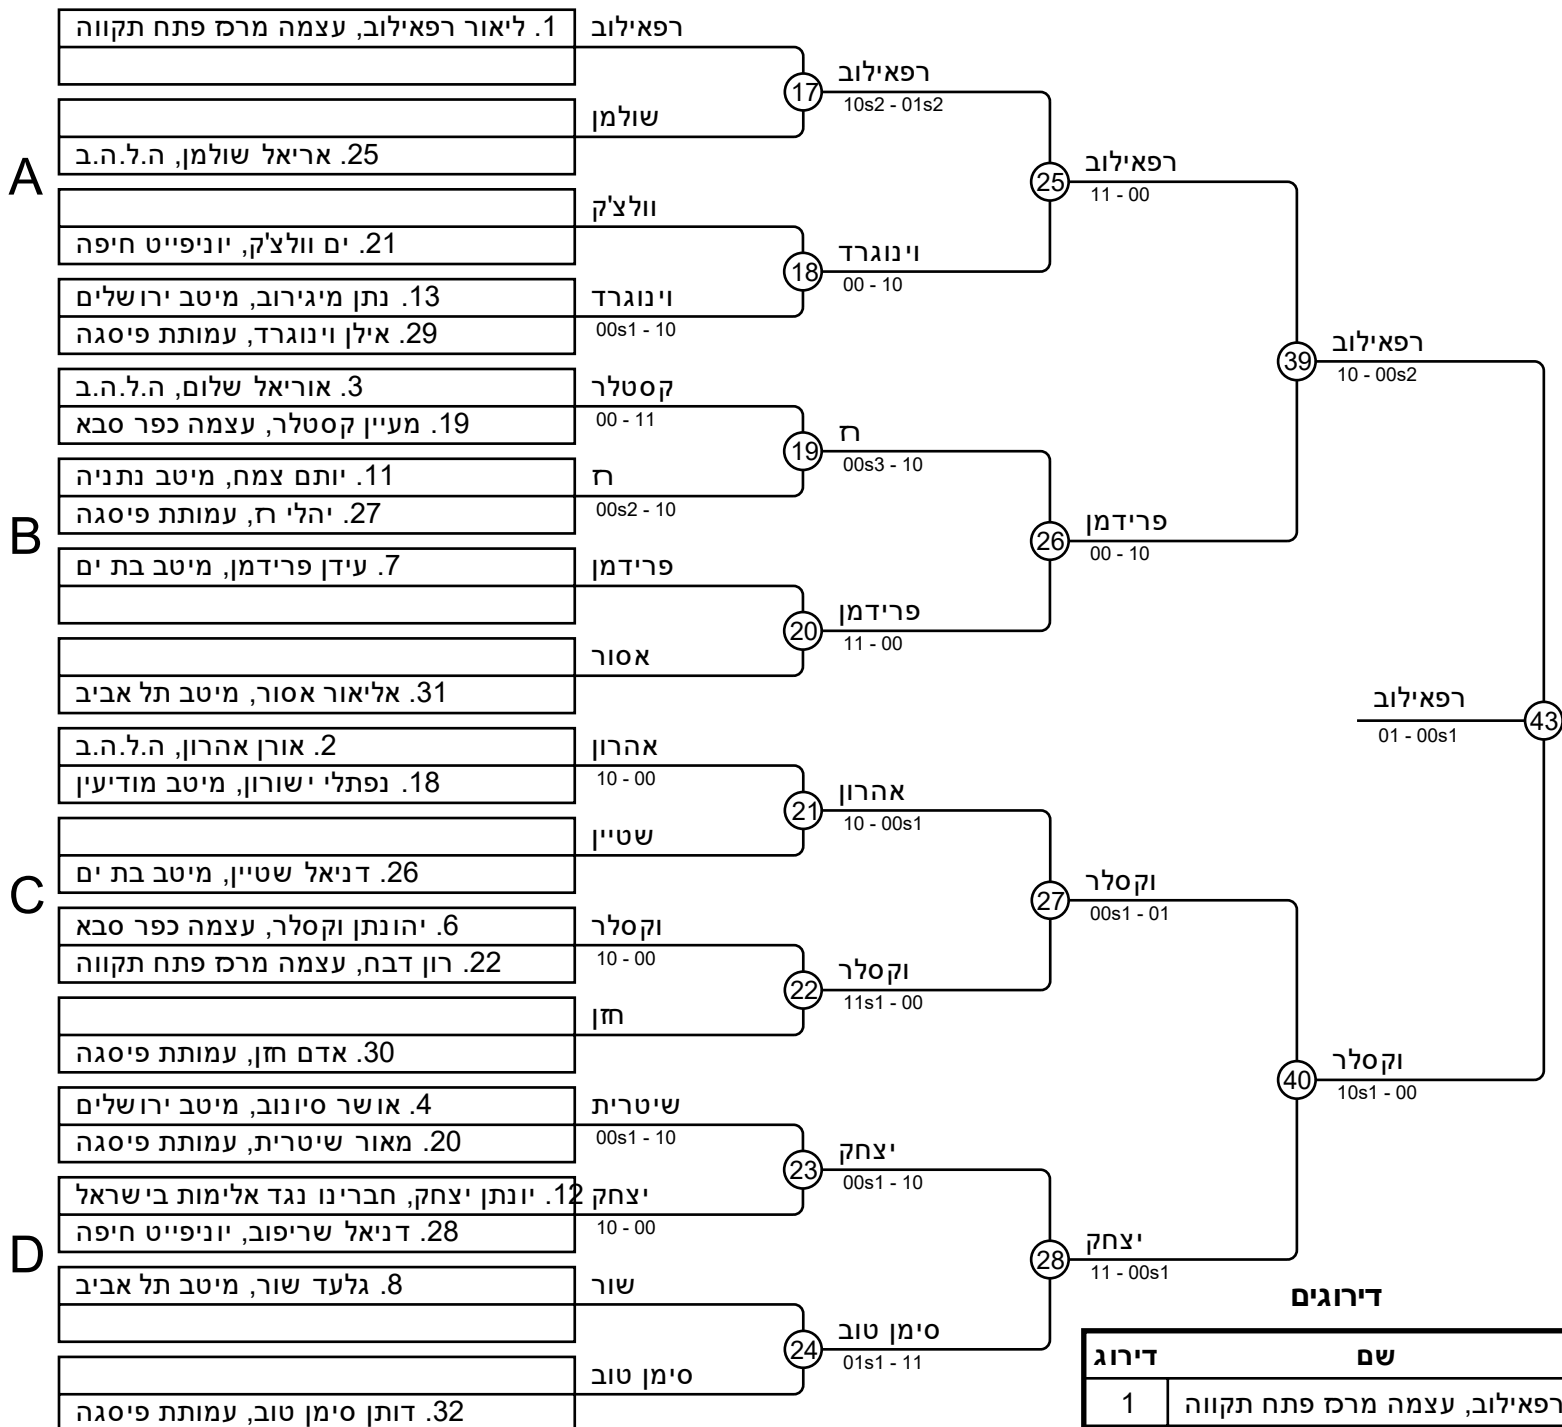 A
B
C
D
1. ליאור רפאילוב, עצמה מרכז פתח תקווה
25. אריאל שולמן, ה.ל.ה.ב
21. ים וולצ'ק, יוניפייט חיפה
13. נתן מיגירוב, מיטב ירושלים
29. אילן וינוגרד, עמותת פיסגה
3. אוריאל שלום, ה.ל.ה.ב
19. מעיין קסטלר, עצמה כפר סבא
11. יותם צמח, מיטב נתניה
27. יהלי רז, עמותת פיסגה
7. עידן פרידמן, מיטב בת ים
31. אליאור אסור, מיטב תל אביב
2. אורן אהרון, ה.ל.ה.ב
18. נפתלי ישורון, מיטב מודיעין
26. דניאל שטיין, מיטב בת ים
6. יהונתן וקסלר, עצמה כפר סבא
22. רון דבח, עצמה מרכז פתח תקווה
30. אדם חזן, עמותת פיסגה
4. אושר סיונוב, מיטב ירושלים
20. מאור שיטרית, עמותת פיסגה
12. יונתן יצחק, חברינו נגד אלימות בישראל
28. דניאל שריפוב, יוניפייט חיפה
8. גלעד שור, מיטב תל אביב
32. דותן סימן טוב, עמותת פיסגה
רפאילוב
שולמן
וולצ'ק
וינוגרד
00s1 - 10
קסטלר
00 - 11
רז
00s2 - 10
פרידמן
אסור
אהרון
10 - 00
שטיין
וקסלר
10 - 00
חזן
שיטרית
00s1 - 10
יצחק
10 - 00
שור
סימן טוב
17
רפאילוב
10s2 - 01s2
18
וינוגרד
00 - 10
19
רז
00s3 - 10
20
פרידמן
11 - 00
21
אהרון
10 - 00s1
22
וקסלר
11s1 - 00
23
יצחק
00s1 - 10
24
סימן טוב
01s1 - 11
25
רפאילוב
11 - 00
26
פרידמן
00 - 10
27
וקסלר
00s1 - 01
28
יצחק
11 - 00s1
39
רפאילוב
10 - 00s2
40
וקסלר
10s1 - 00
43
רפאילוב
01 - 00s1
דירוגים
דירוג שם
1 רפאילוב, עצמה מרכז פתח תקווה